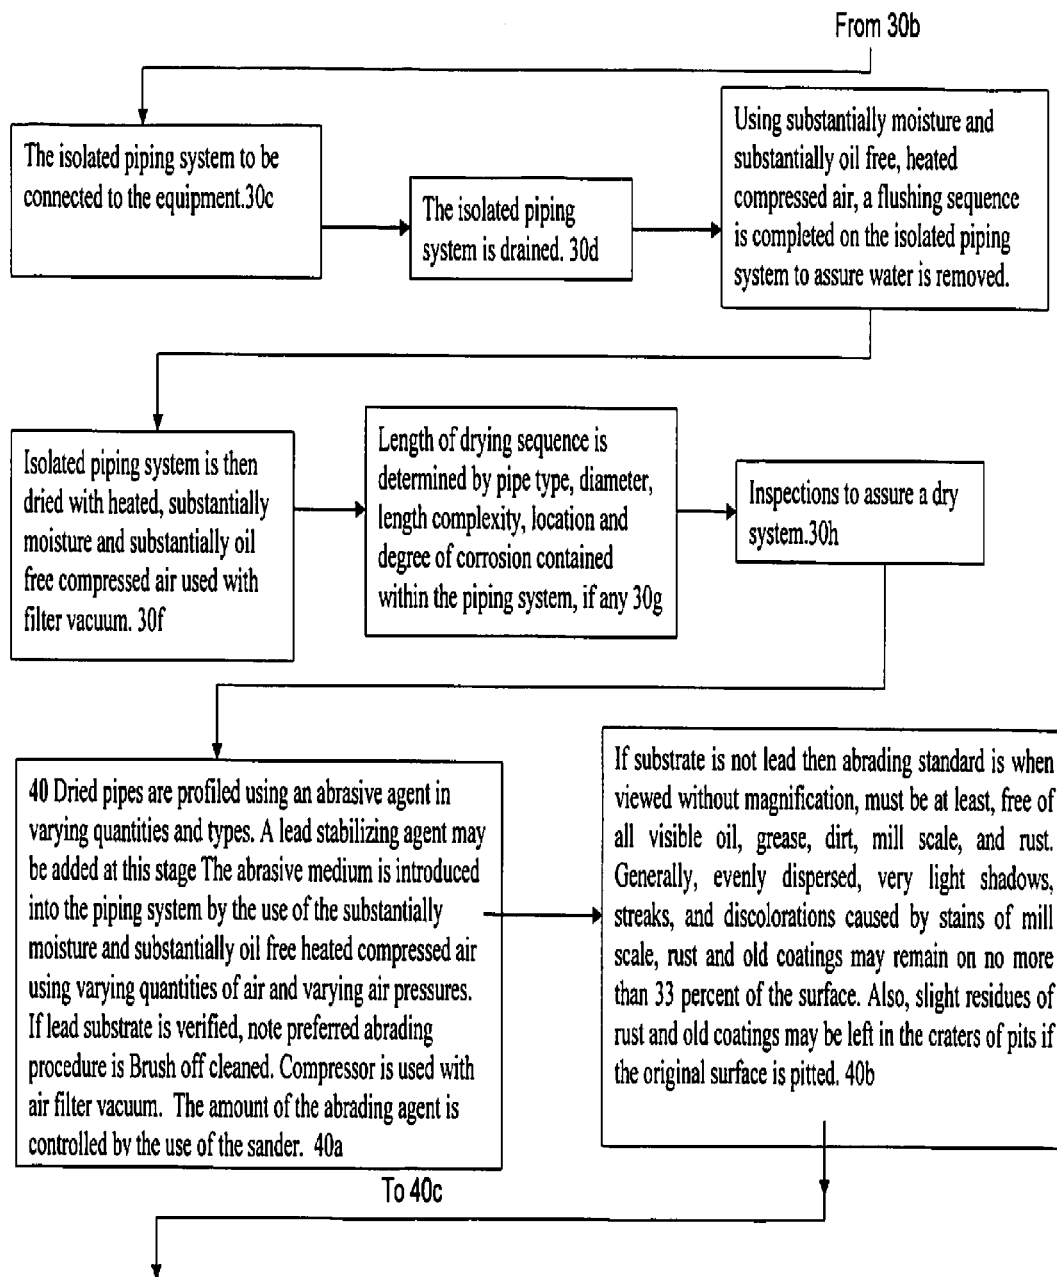 From 30b
The isolated piping system to be
connected to the equipment.30c
The isolated piping
system is drained. 30d
Using substantially moisture and
substantially oil free, heated
compressed air, a flushing sequence
is completed on the isolated piping
system to assure water is removed.
Isolated piping system is then
dried with heated, substantially
moisture and substantially oil
free compressed air used with
filter vacuum. 30f
Length of drying sequence is
determined by pipe type, diameter,
length complexity, location and
degree of corrosion contained
within the piping system, if any 30g
Inspections to assure a dry
system.30h
40 Dried pipes are profiled using an abrasive agent in
varying quantities and types. A lead stabilizing agent may
be added at this stage The abrasive medium is introduced
into the piping system by the use of the substantially
moisture and substantially oil free heated compressed air
using varying quantities of air and varying air pressures.
If lead substrate is verified, note preferred abrading
procedure is Brush off cleaned. Compressor is used with
air filter vacuum. The amount of the abrading agent is
controlled by the use of the sander. 40a
If substrate is not lead then abrading standard is when
viewed without magnification, must be at least, free of
all visible oil, grease, dirt, mill scale, and rust.
Generally, evenly dispersed, very light shadows,
streaks, and discolorations caused by stains of mill
scale, rust and old coatings may remain on no more
than 33 percent of the surface. Also, slight residues of
rust and old coatings may be left in the craters of pits if
the original surface is pitted. 40b
To 40c